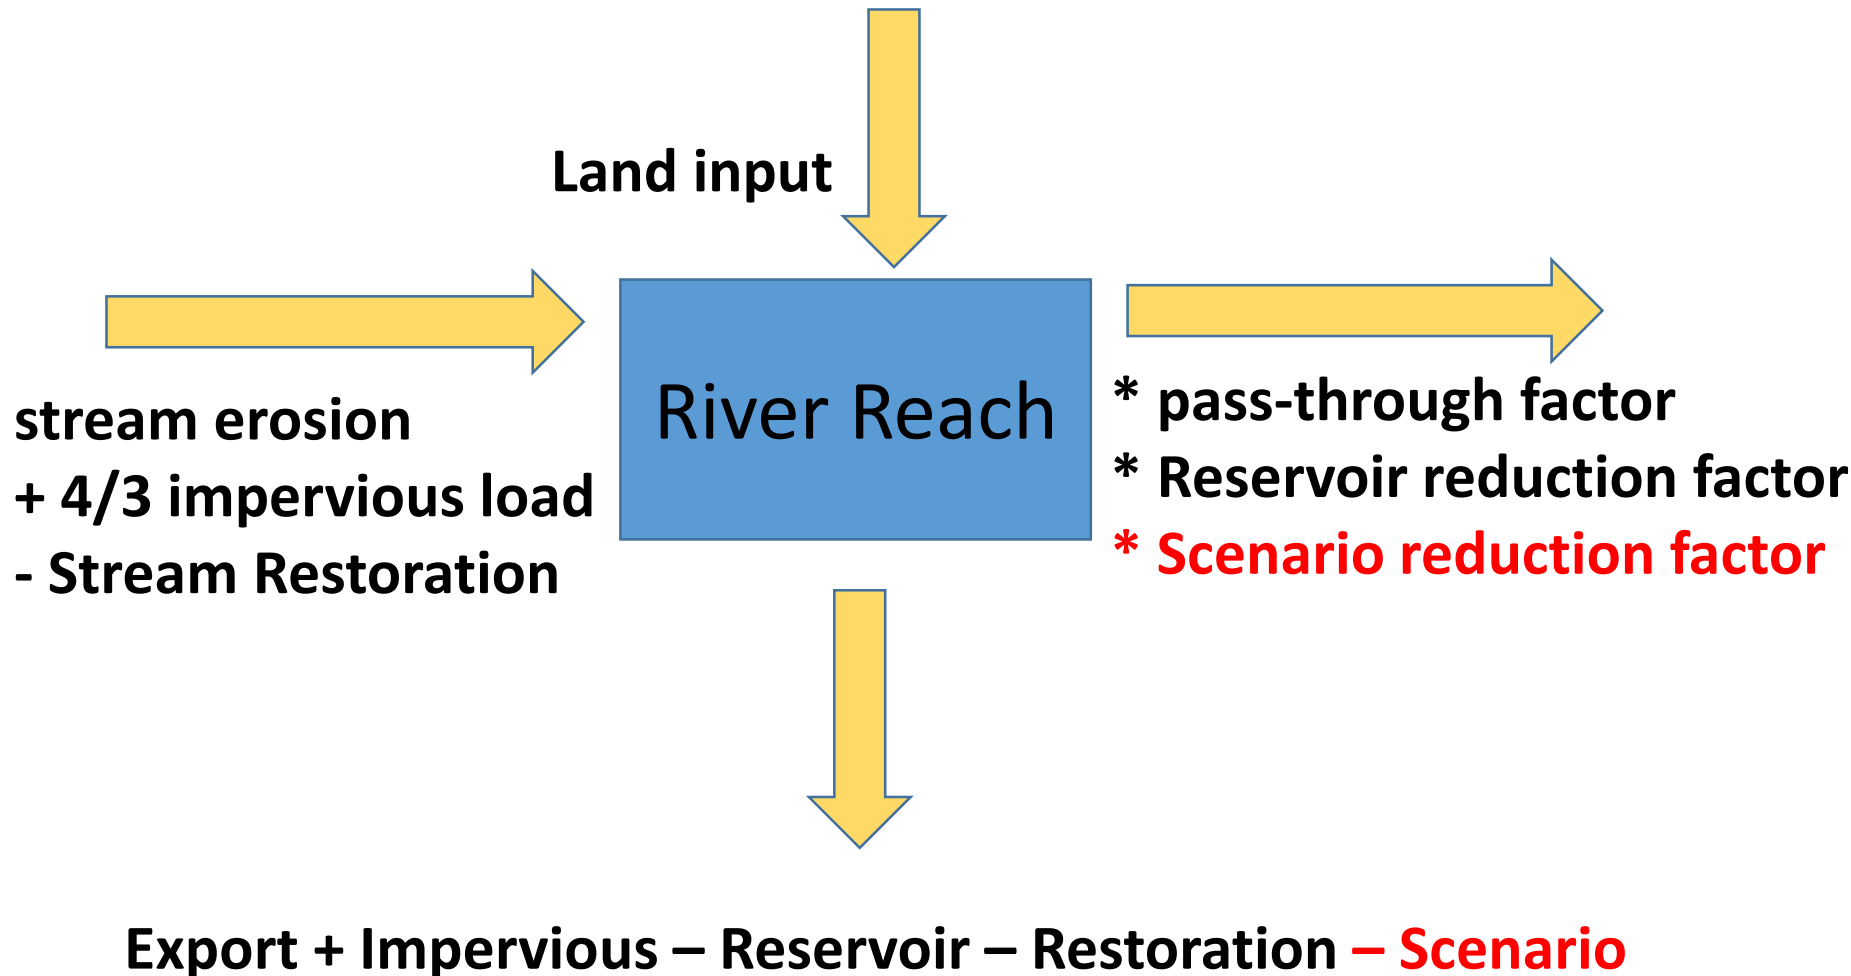 Land input
stream erosion
+ 4/3 impervious load
- Stream Restoration
River Reach
* pass-through factor
* Reservoir reduction factor
* Scenario reduction factor
Export + Impervious – Reservoir – Restoration – Scenario